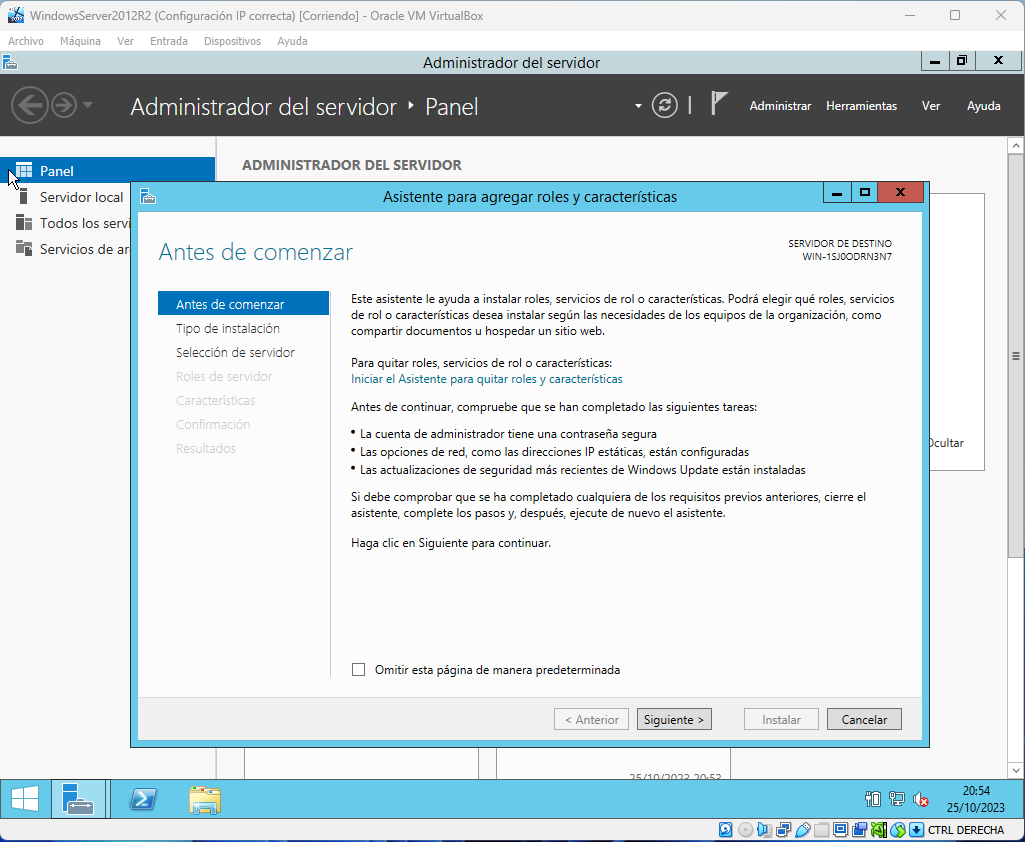 WindowsServer2012R2 (Configuración IP correcta) [Corriendo] - Oracle VM VirtualBox
Archivo Máquina Ver Entrada Dispositivos Ayuda
Administrador del servidor
Administrador del servidor Panel
Administrar Herramientas Ver Ayuda
Panel
Servidor local
Todos los servi
Servicios de ar
ADMINISTRADOR DEL SERVIDOR
Asistente para agregar roles y características
Antes de comenzar
SERVIDOR DE DESTINO
WIN-1SJ0ODRN3N7
Antes de comenzar
Tipo de instalación
Selección de servidor
Roles de servidor
Características
Confirmación
Resultados
Este asistente le ayuda a instalar roles, servicios de rol o características. Podrá elegir qué roles, servicios
de rol o características desea instalar según las necesidades de los equipos de la organización, como
compartir documentos u hospedar un sitio web.
Para quitar roles, servicios de rol o características:
Iniciar el Asistente para quitar roles y características
Antes de continuar, compruebe que se han completado las siguientes tareas:
• La cuenta de administrador tiene una contraseña segura
• Las opciones de red, como las direcciones IP estáticas, están configuradas
• Las actualizaciones de seguridad más recientes de Windows Update están instaladas
Si debe comprobar que se ha completado cualquiera de los requisitos previos anteriores, cierre el
asistente, complete los pasos y, después, ejecute de nuevo el asistente.
Haga clic en Siguiente para continuar.
Omitir esta página de manera predeterminada
< Anterior Siguiente > Instalar Cancelar
Ocultar
25/10/2023 20:53
20:54
25/10/2023
CTRL DERECHA